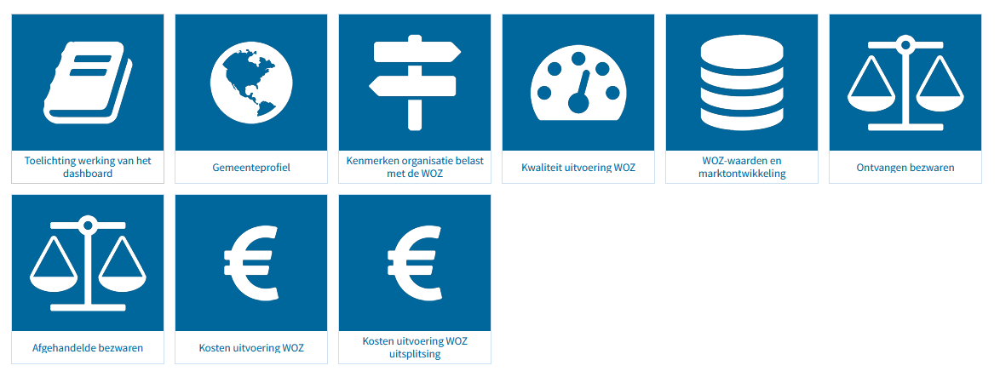 Toelichting werking van het
dashboard
Gemeenteprofiel
Kenmerken organisatie belast
met de WOZ
Kwaliteit uitvoering WOZ
WOZ-waarden en
marktontwikkeling
Ontvangen bezwaren
Afgehandelde bezwaren
Kosten uitvoering WOZ
Kosten uitvoering WOZ
uitsplitsing